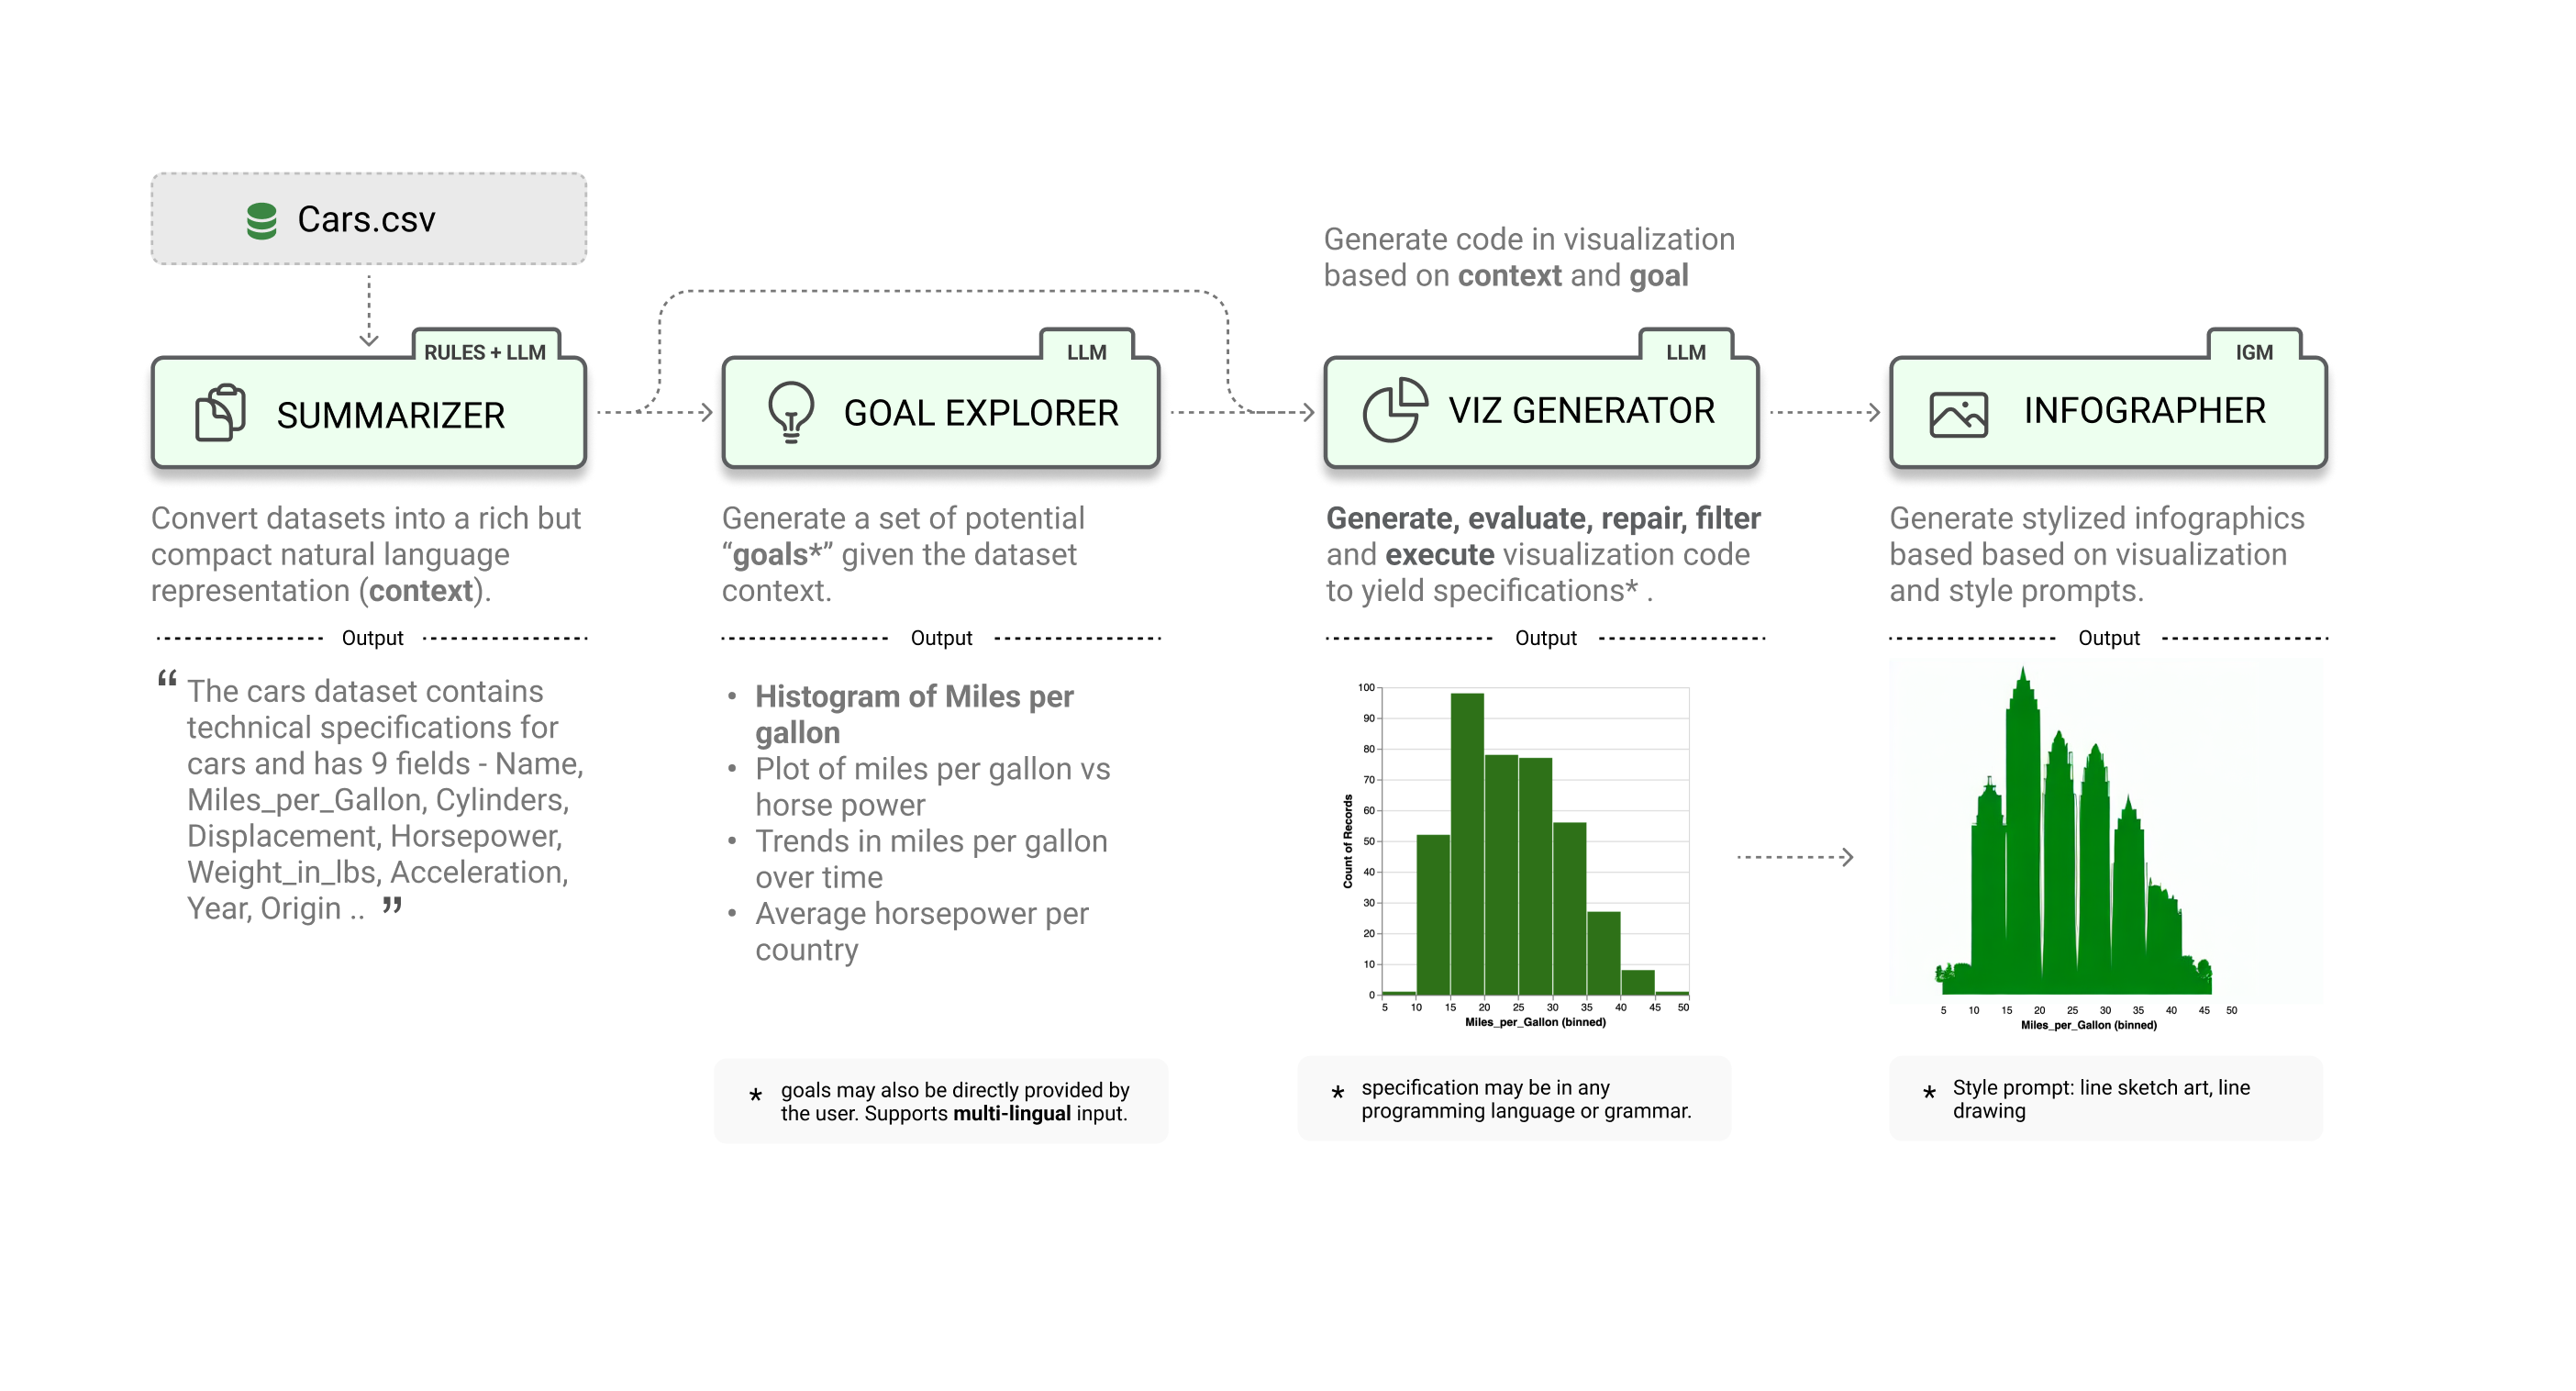 Cars.csv
Generate code in visualization
based on context and goal
RULES + LLM
SUMMARIZER
LLM
GOAL EXPLORER
LLM
VIZ GENERATOR
IGM
INFOGRAPHER
Convert datasets into a rich but
compact natural language
representation (context).
Output
“ The cars dataset contains
technical specifications for
cars and has 9 fields - Name,
Miles_per_Gallon, Cylinders,
Displacement, Horsepower,
Weight_in_lbs, Acceleration,
Year, Origin .. ”
Generate a set of potential
“goals*” given the dataset
context.
Output
• Histogram of Miles per
gallon
• Plot of miles per gallon vs
horse power
• Trends in miles per gallon
over time
• Average horsepower per
country
* goals may also be directly provided by
the user. Supports multi-lingual input.
Generate, evaluate, repair, filter
and execute visualization code
to yield specifications* .
Output
100
90
80
70
60
50
40
30
20
10
0
Count of Records
5 10 15 20 25 30 35 40 45 50
Miles_per_Gallon (binned)
* specification may be in any
programming language or grammar.
Generate stylized infographics
based based on visualization
and style prompts.
Output
5 10 15 20 25 30 35 40 45 50
Miles_per_Gallon (binned)
* Style prompt: line sketch art, line
drawing